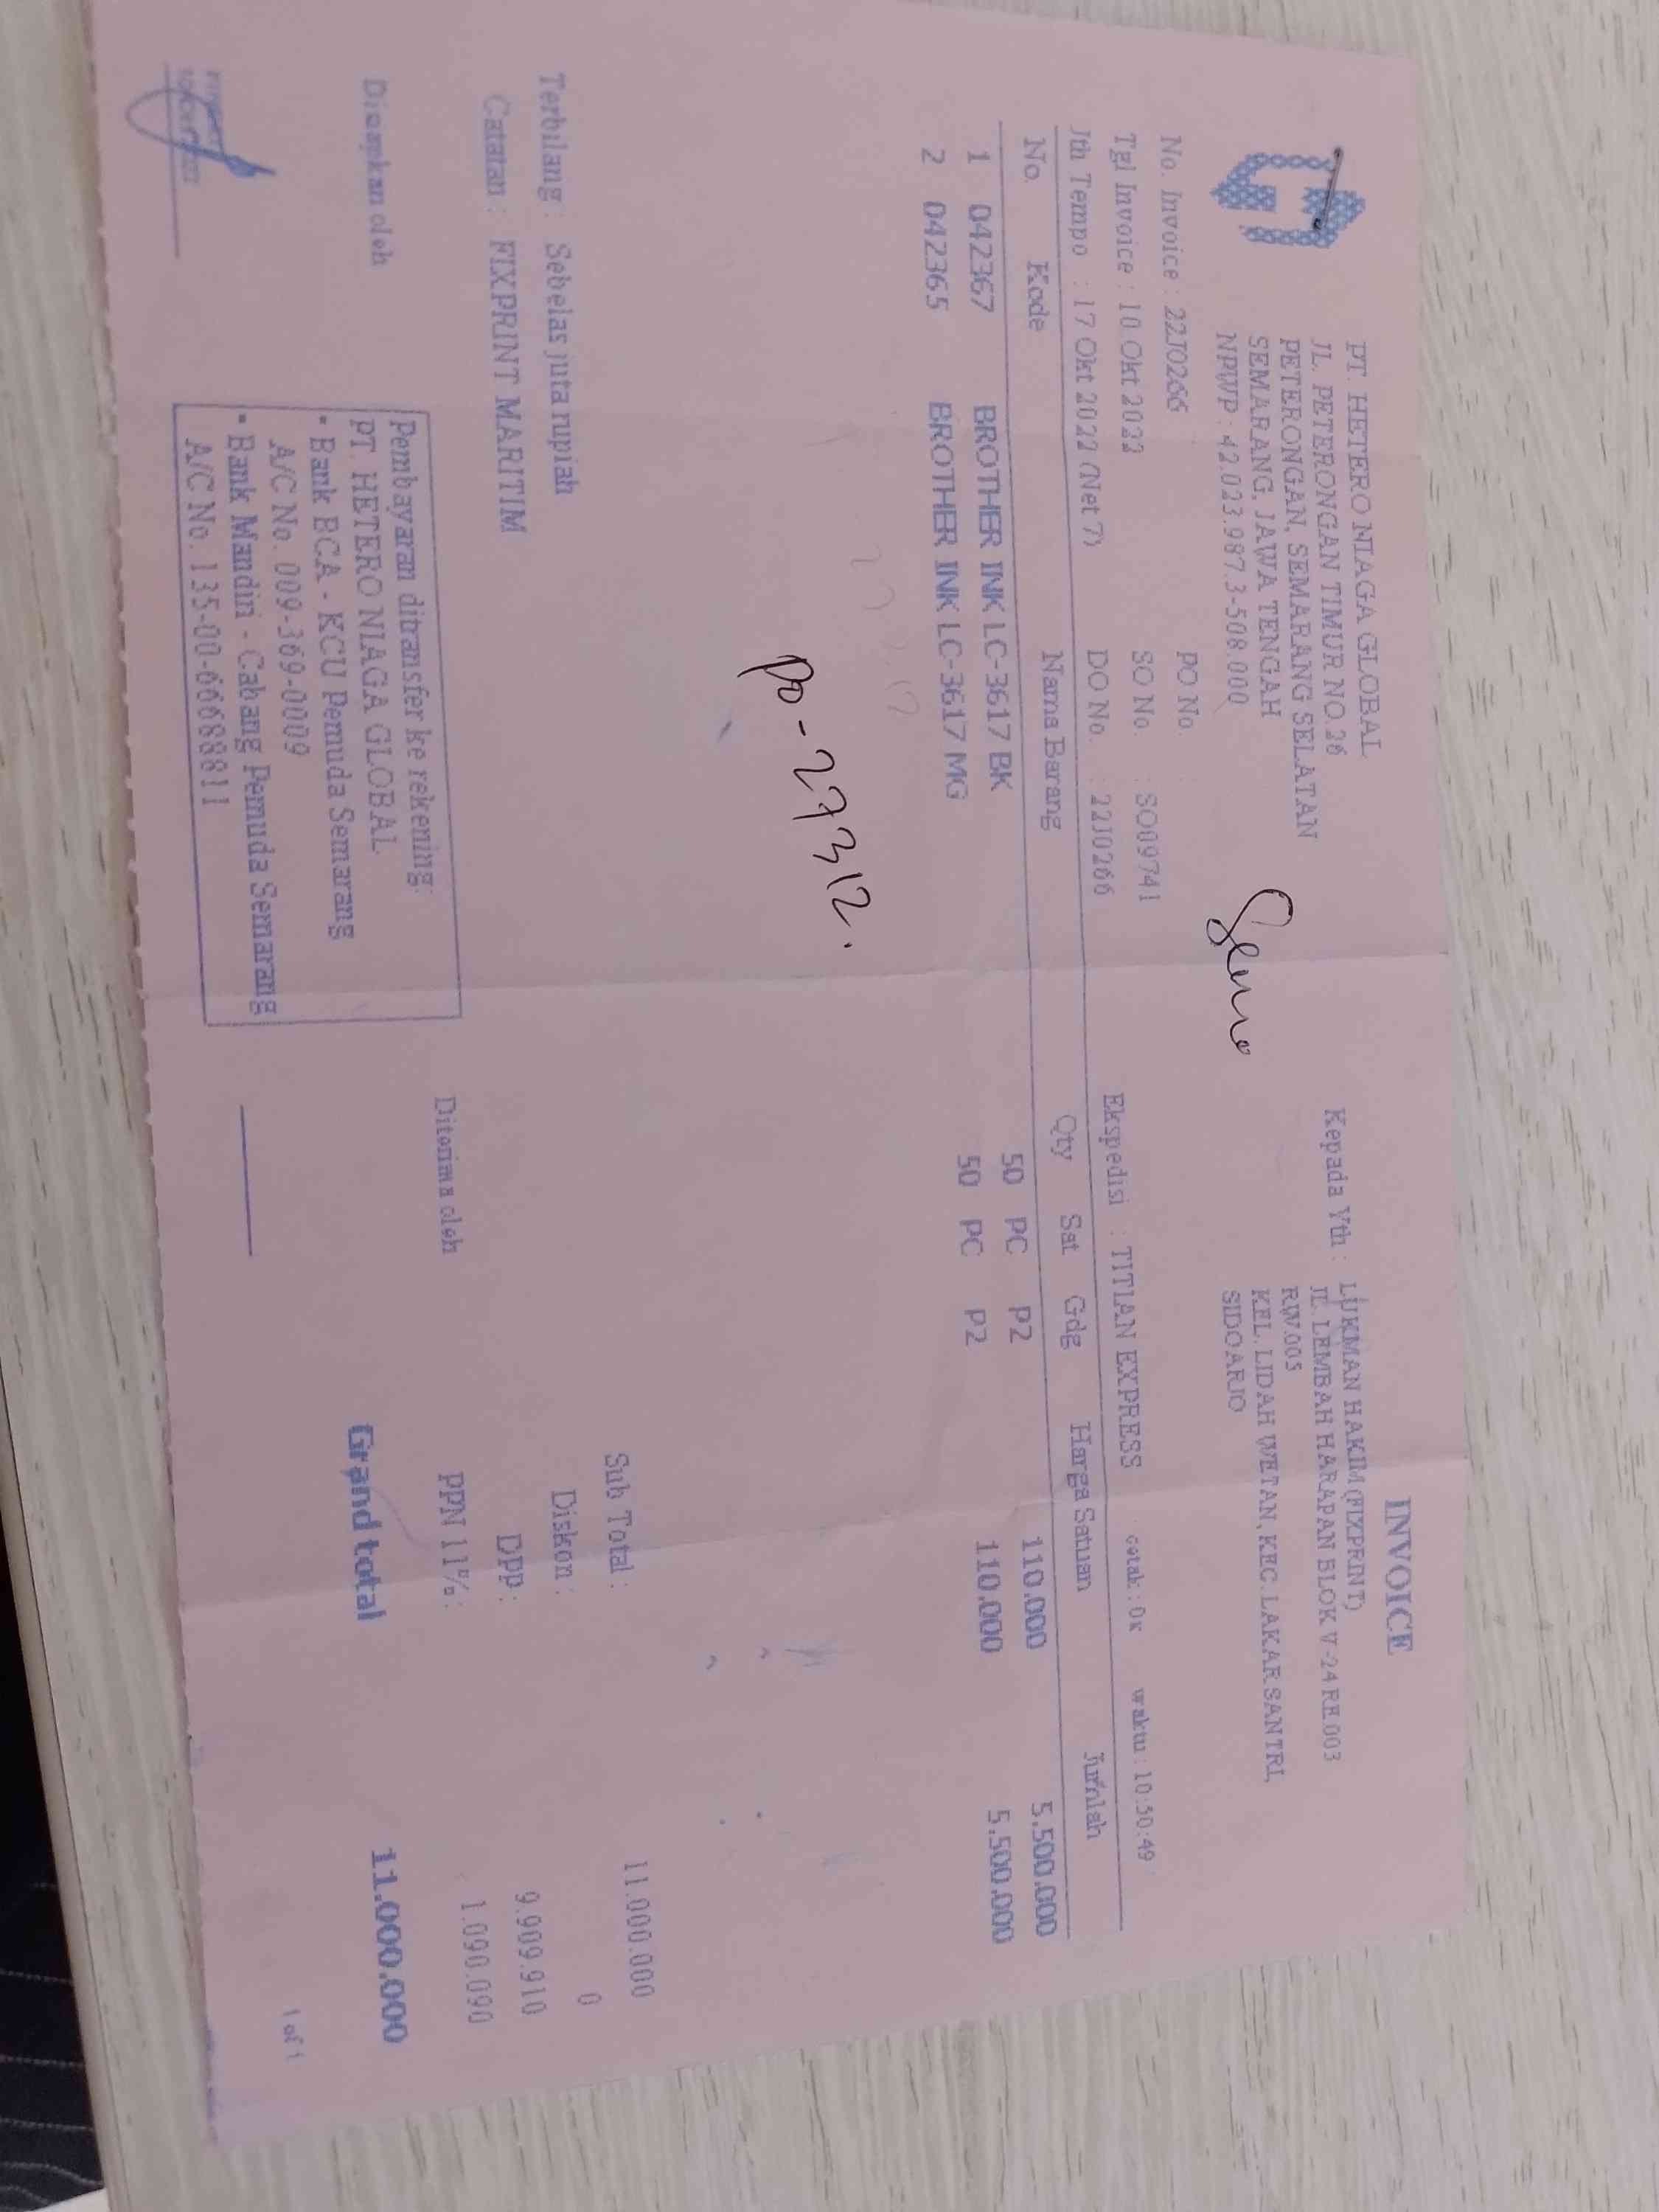 INVOICE
PT. HETERO NIAGA GLOBAL
JL. PETERONGAN TIMUR NO. 26
PETERONGAN, SEMARANG SELATAN
SEMARANG, JAWA TENGAH
NPWP : 42.023.987.3-508.000
Kepada Yth : LUKMAN HAKIM (FIXPRINT)
JL. LEMBAH HARAPAN BLOK V-24 RE.003
RW.005
KEL. LIDAH WETAN, KEC. LAKARSANTRI,
SIDOARJO
No. Invoice : 22J0266 PO No. :
Tgl Invoice : 10 Okt 2022 SO No. : SO09741
Jth Tempo : 17 Okt 2022 (Net 7) DO No. : 22J0266 Ekspedisi : TITIAN EXPRESS cetak : 0x waktu : 10:50:49
No. Kode Nama Barang Qty Sat Gdg Harga Satuan Jumlah
1 042367 BROTHER INK LC-3617 BK 50 PC P2 110.000 5.500.000
2 042365 BROTHER INK LC-3617 MG 50 PC P2 110.000 5.500.000
PO-27312.
Terbilang : Sebelas juta rupiah
Catatan : FIXPRINT MARITIM
Sub Total : 11.000.000
Diskon : 0
DPP : 9.909.910
PPN 11% : 1.090.090
Grand total 11.000.000
Disiapkan oleh
Pembayaran ditransfer ke rekening:
PT. HETERO NIAGA GLOBAL
* Bank BCA - KCU Pemuda Semarang
A/C No. 009-369-0009
* Bank Mandiri - Cabang Pemuda Semarang
A/C No. 135-00-6668811
Diterima oleh
1 of 1